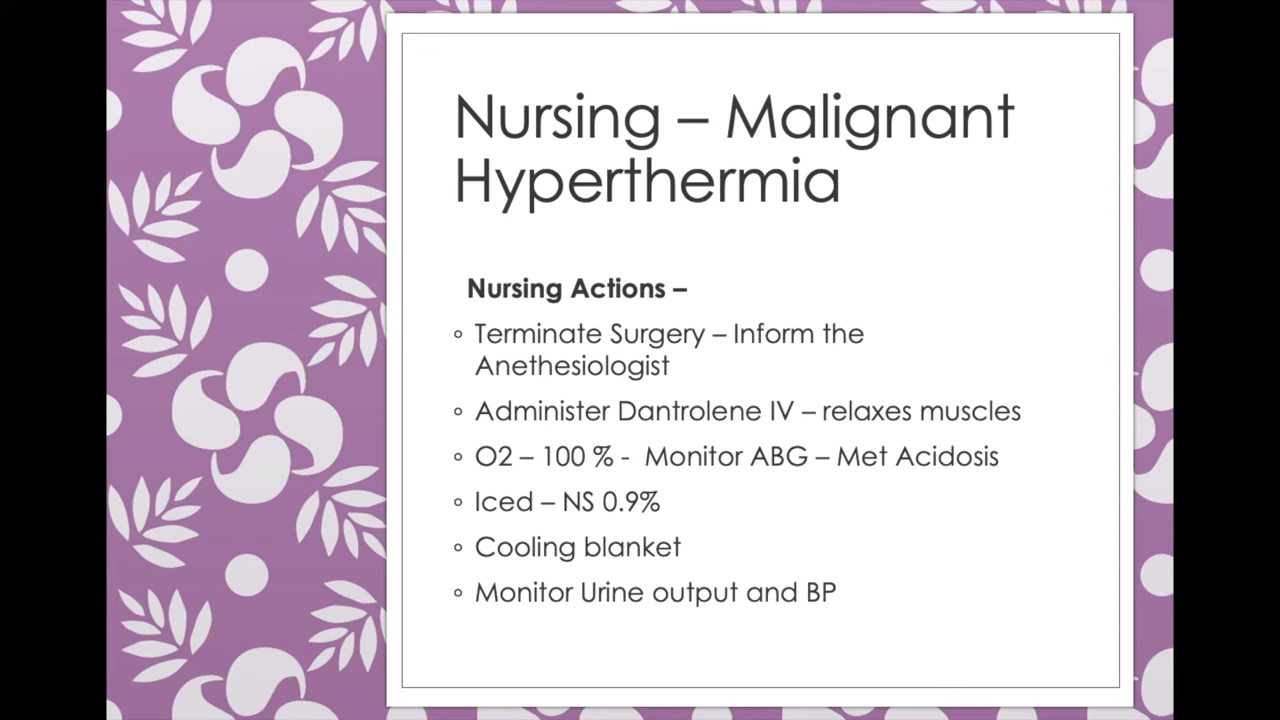 Nursing – Malignant
Hyperthermia
Nursing Actions –
◦ Terminate Surgery – Inform the
Anethesiologist
◦ Administer Dantrolene IV – relaxes muscles
◦ O2 – 100 % -  Monitor ABG – Met Acidosis
◦ Iced – NS 0.9%
◦ Cooling blanket
◦ Monitor Urine output and BP